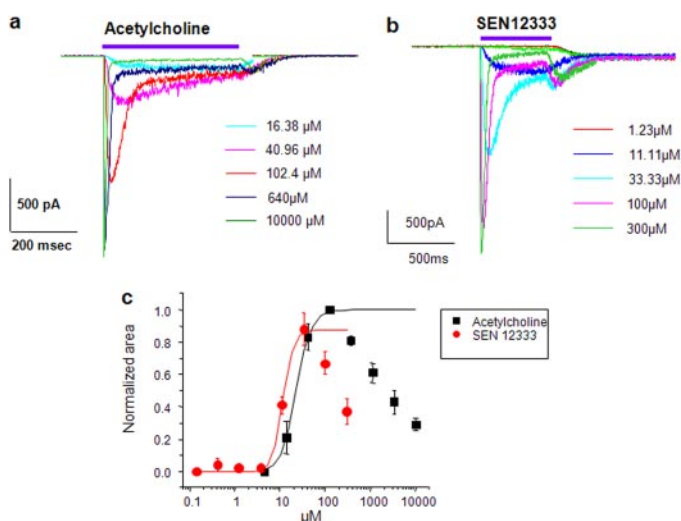 a
Acetylcholine
16.38 µM
40.96 µM
102.4 µM
640µM
10000 µM
500 pA
200 msec
b
SEN12333
1.23µM
11.11µM
33.33µM
100µM
300µM
500pA
500ms
c
Normalized area
1.0
0.8
0.6
0.4
0.2
0.0
0.1 1 10 100 1000 10000
µM
Acetylcholine
SEN 12333